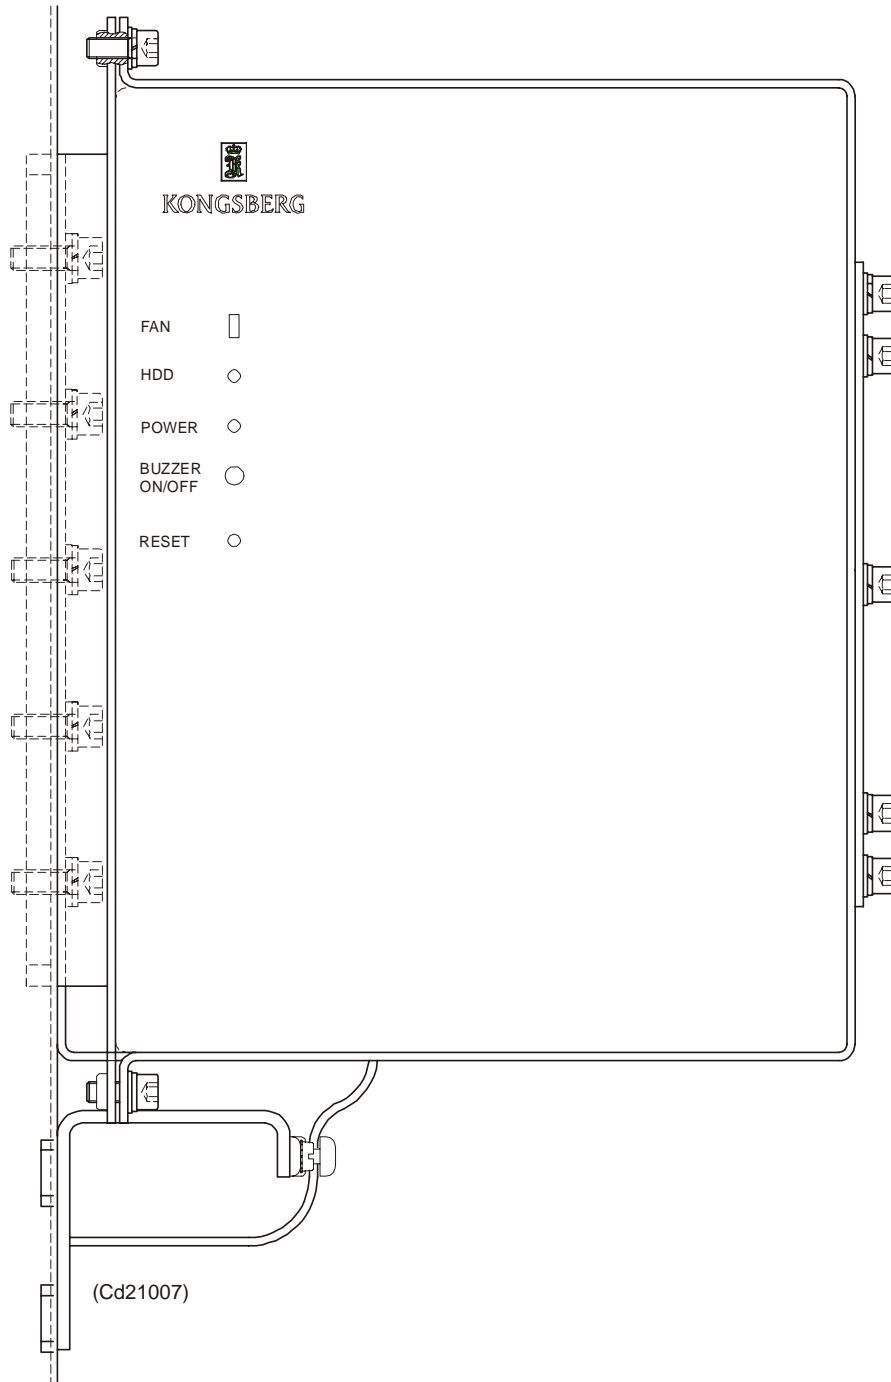 KONGSBERG
FAN
HDD
POWER
BUZZER
ON/OFF
RESET
(Cd21007)